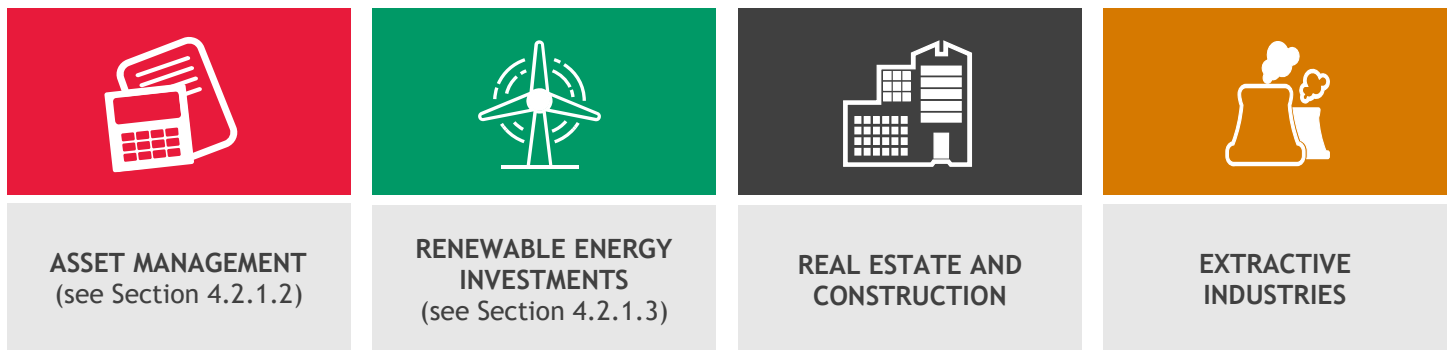 ASSET MANAGEMENT
(see Section 4.2.1.2)
RENEWABLE ENERGY
INVESTMENTS
(see Section 4.2.1.3)
REAL ESTATE AND
CONSTRUCTION
EXTRACTIVE
INDUSTRIES